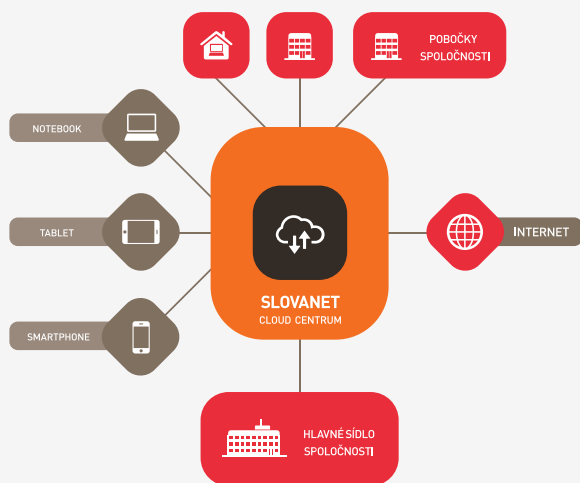 POBOČKY
SPOLOČNOSTI
NOTEBOOK
TABLET
INTERNET
SLOVANET
CLOUD CENTRUM
SMARTPHONE
HLAVNÉ SÍDLO
SPOLOČNOSTI